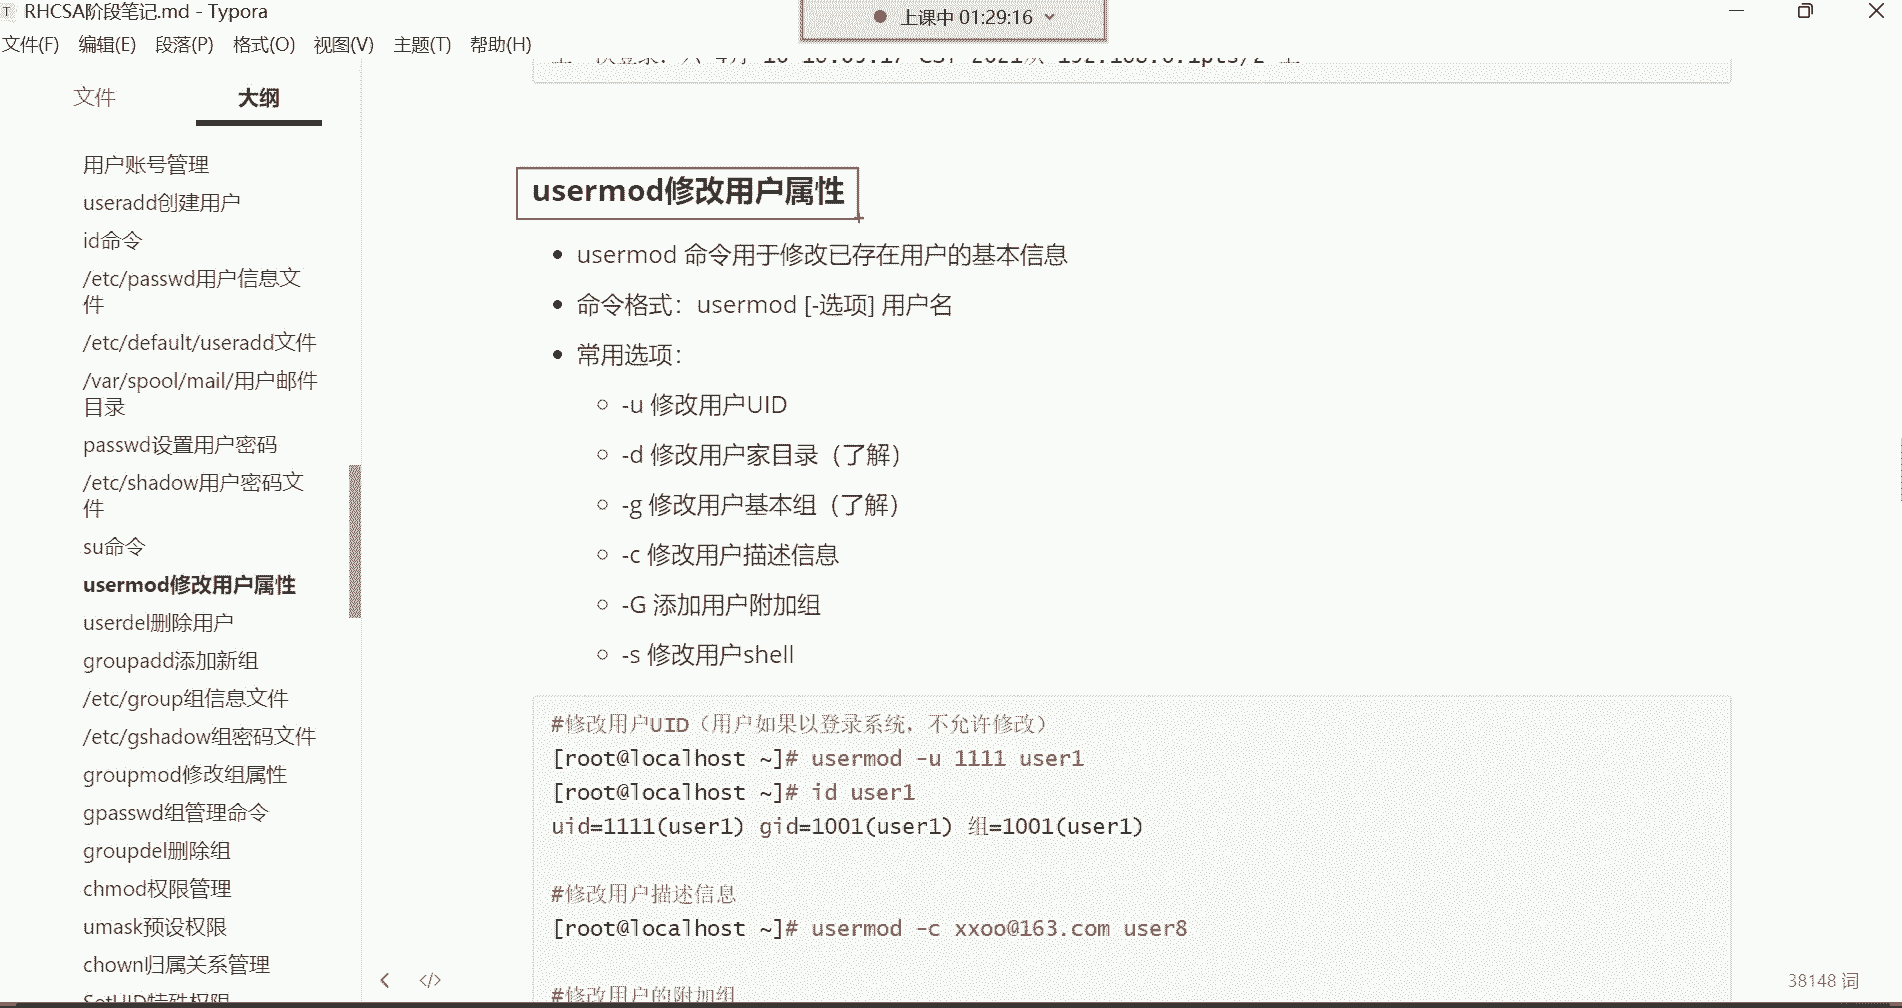 RHCSA阶段笔记.md - Typora
上课中 01:29:16
文件(F) 编辑(E) 段落(P) 格式(O) 视图(V) 主题(T) 帮助(H)
文件 大纲
用户账号管理
useradd创建用户
id命令
/etc/passwd用户信息文
件
/etc/default/useradd文件
/var/spool/mail/用户邮件
目录
passwd设置用户密码
/etc/shadow用户密码文
件
su命令
usermod修改用户属性
userdel删除用户
groupadd添加新组
/etc/group组信息文件
/etc/gshadow组密码文件
groupmod修改组属性
gpasswd组管理命令
groupdel删除组
chmod权限管理
umask预设权限
chown归属关系管理
SetUID特殊权限
usermod修改用户属性
usermod 命令用于修改已存在用户的基本信息
命令格式：usermod [-选项] 用户名
常用选项：
-u 修改用户UID
-d 修改用户家目录（了解）
-g 修改用户基本组（了解）
-c 修改用户描述信息
-G 添加用户附加组
-s 修改用户shell
#修改用户UID（用户如果以登录系统，不允许修改）
[root@localhost ~]# usermod -u 1111 user1
[root@localhost ~]# id user1
uid=1111(user1) gid=1001(user1) 组=1001(user1)
#修改用户描述信息
[root@localhost ~]# usermod -c xxoo@163.com user8
#修改用户的附加组
38148 词